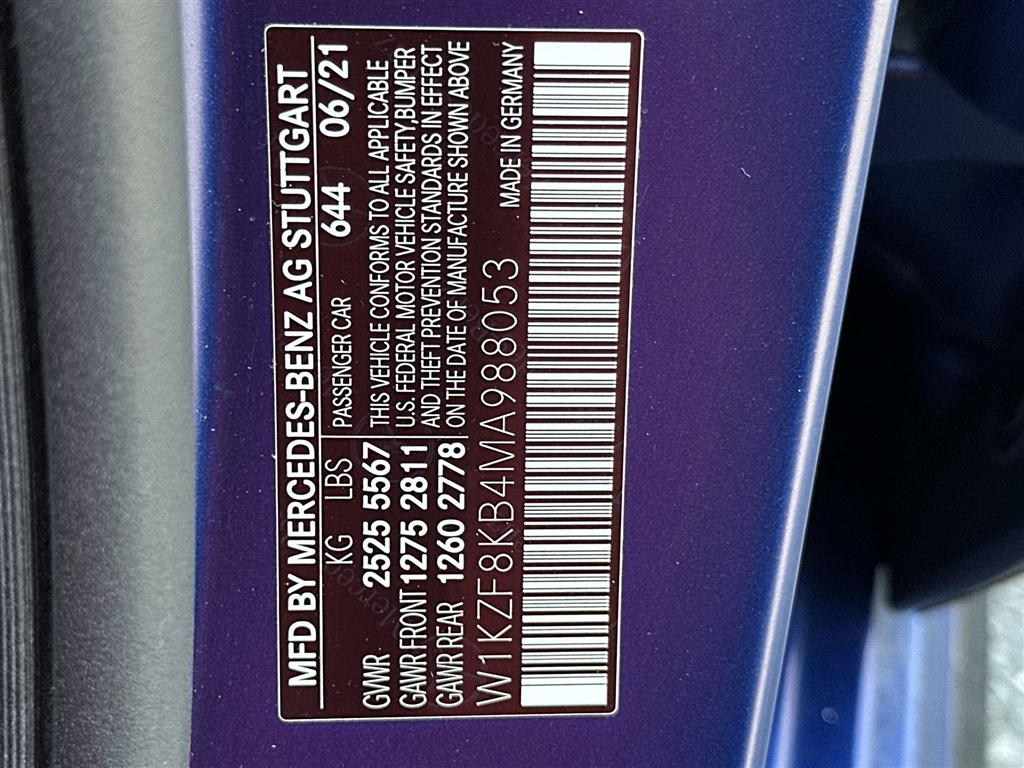 MFD BY MERCEDES-BENZ AG STUTTGART
KG LBS
PASSENGER CAR 644 06/21
GVWR 2525 5567
GAWR FRONT 1275 2811
GAWR REAR 1260 2778
THIS VEHICLE CONFORMS TO ALL APPLICABLE
U.S. FEDERAL MOTOR VEHICLE SAFETY,BUMPER
AND THEFT PREVENTION STANDARDS IN EFFECT
ON THE DATE OF MANUFACTURE SHOWN ABOVE
MADE IN GERMANY
W1KZF8KB4MA988053